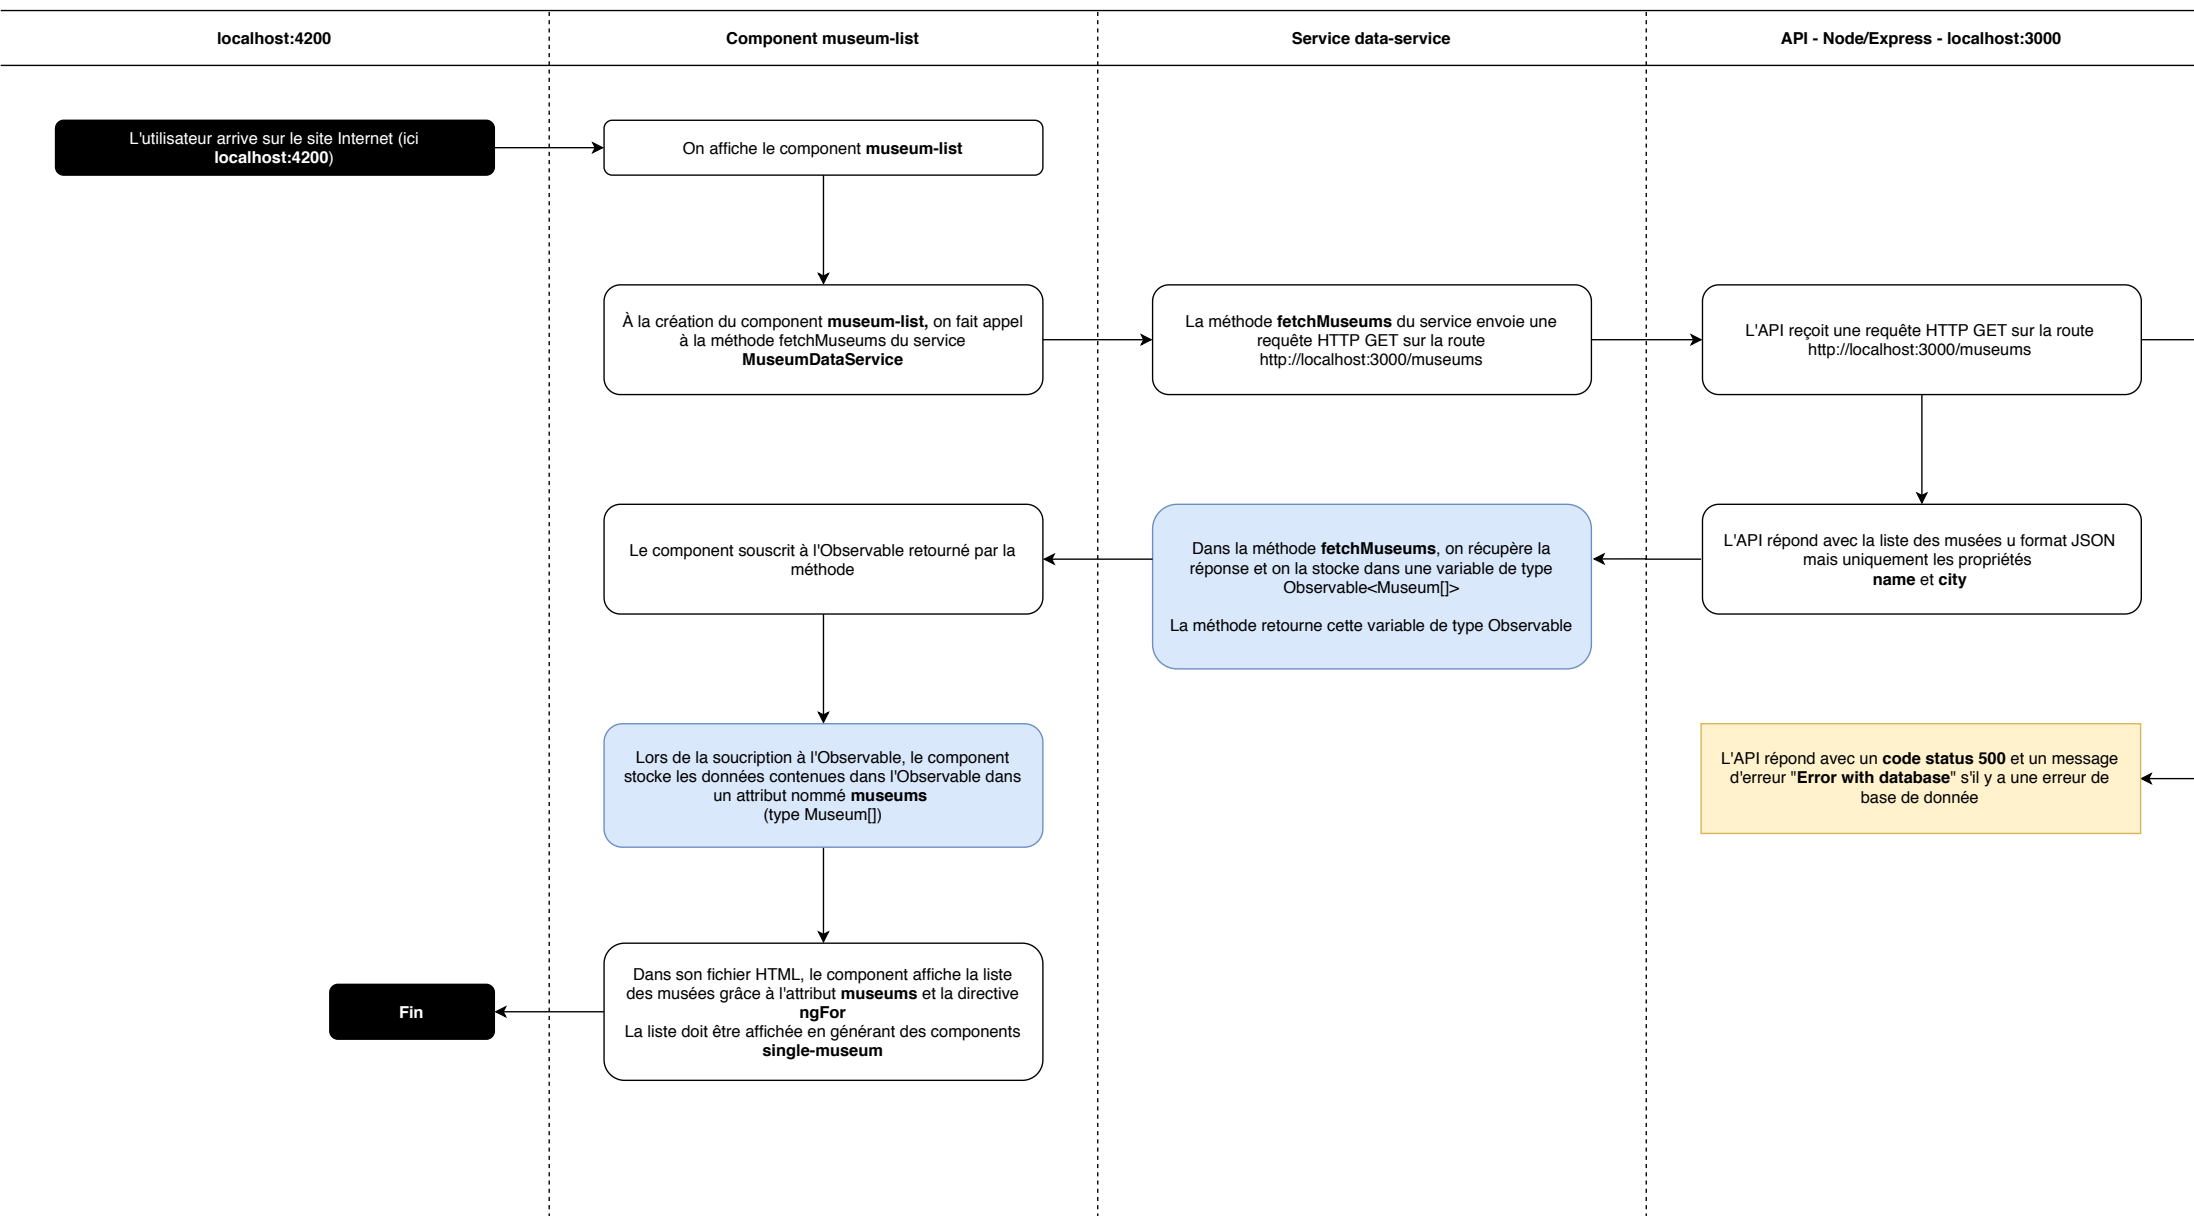 localhost:4200
Component museum-list
Service data-service
API - Node/Express - localhost:3000
L'utilisateur arrive sur le site Internet (ici
localhost:4200)
On affiche le component museum-list
À la création du component museum-list, on fait appel
à la méthode fetchMuseums du service
MuseumDataService
La méthode fetchMuseums du service envoie une
requête HTTP GET sur la route
http://localhost:3000/museums
L'API reçoit une requête HTTP GET sur la route
http://localhost:3000/museums
Le component souscrit à l'Observable retourné par la
méthode
Dans la méthode fetchMuseums, on récupère la
réponse et on la stocke dans une variable de type
Observable<Museum[]>
La méthode retourne cette variable de type Observable
L'API répond avec la liste des musées u format JSON
mais uniquement les propriétés
name et city
Lors de la soucription à l'Observable, le component
stocke les données contenues dans l'Observable dans
un attribut nommé museums
(type Museum[])
L'API répond avec un code status 500 et un message
d'erreur "Error with database" s'il y a une erreur de
base de donnée
Dans son fichier HTML, le component affiche la liste
des musées grâce à l'attribut museums et la directive
ngFor
La liste doit être affichée en générant des components
single-museum
Fin